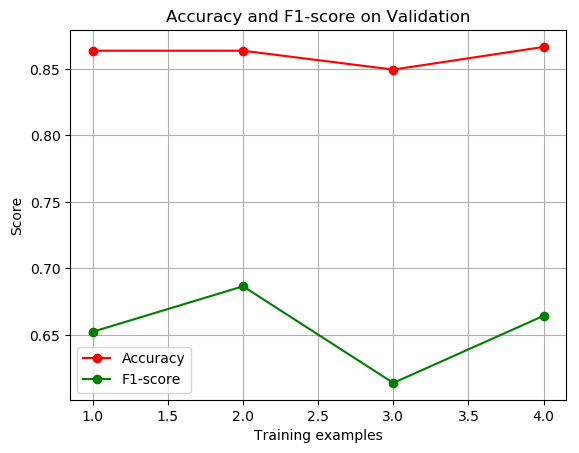 Accuracy and F1-score on Validation
0.85
0.80
0.75
0.70
0.65
Score
Accuracy
F1-score
1.0 1.5 2.0 2.5 3.0 3.5 4.0
Training examples